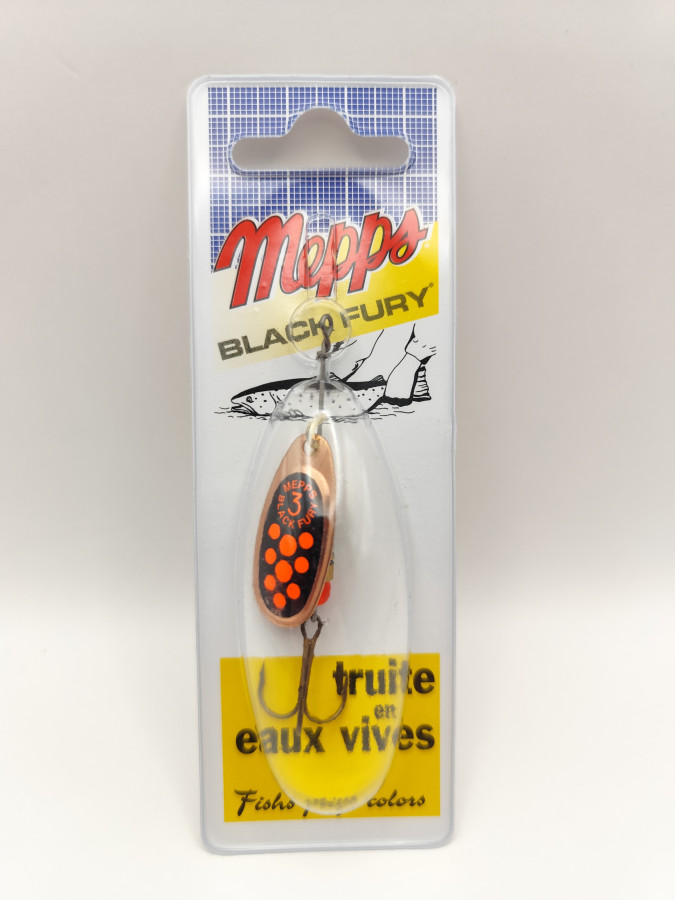 Mepps
BLACK FURY®
MEPPS
3
BLACK FURY
truite
en
eaux vives
Fishs colors